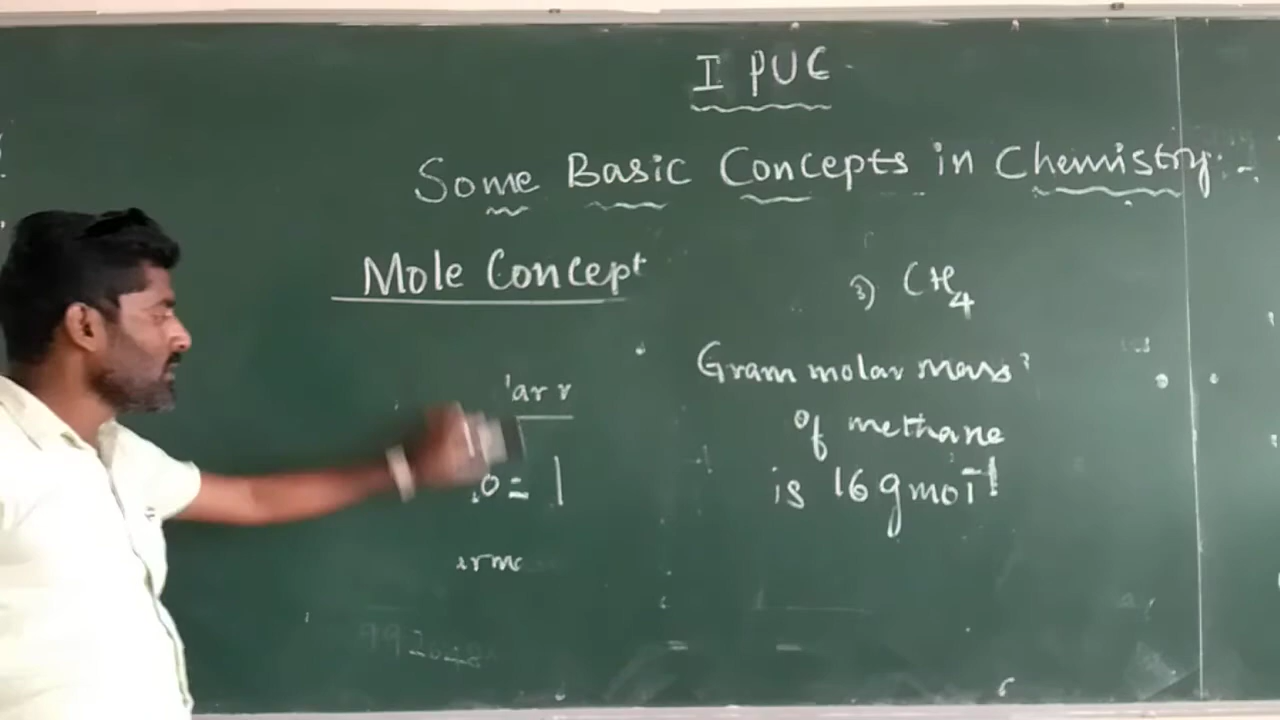 I PUC
Some Basic Concepts in Chemistry:-
Mole Concept
3) CH4
Gram molar mass
of methane
is 16 g mol-1
= 1